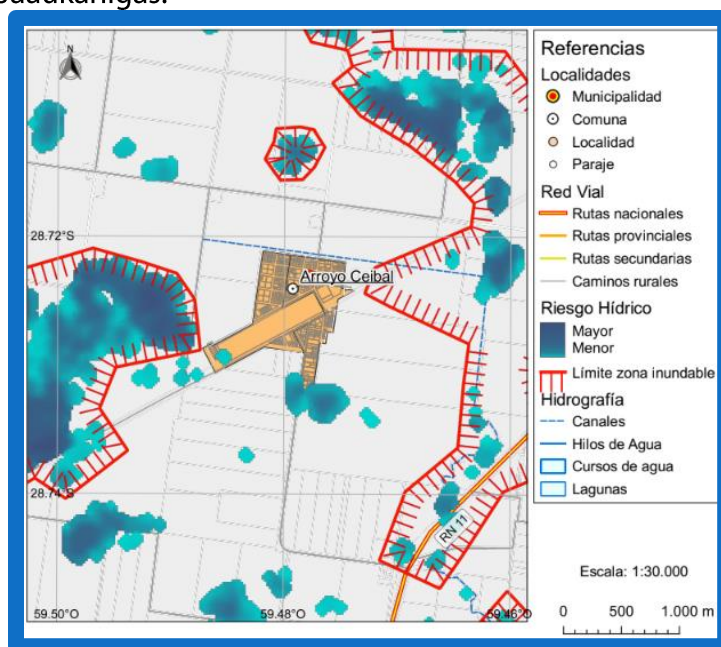 N
28.72°S
Arroyo Ceibal
28.74°S
RN 11
59.50°O
59.48°O
59.46°O
Referencias
Localidades
Municipalidad
Comuna
Localidad
Paraje
Red Vial
Rutas nacionales
Rutas provinciales
Rutas secundarias
Caminos rurales
Riesgo Hídrico
Mayor
Menor
Límite zona inundable
Hidrografía
Canales
Hilos de Agua
Cursos de agua
Lagunas
Escala: 1:30.000
0 500 1.000 m